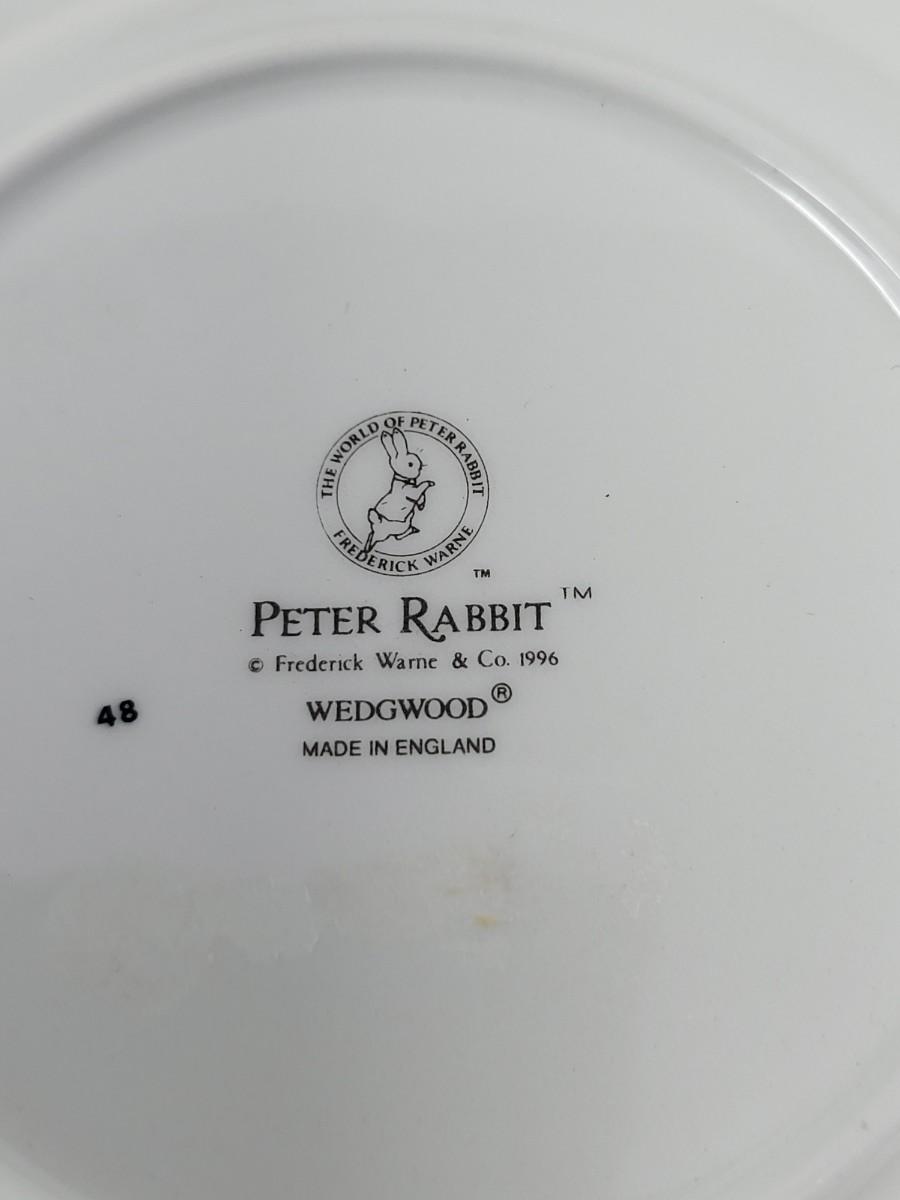 THE WORLD OF PETER RABBIT
FREDERICK WARNE
TM
PETER RABBIT TM
© Frederick Warne & Co. 1996
48
WEDGWOOD®
MADE IN ENGLAND